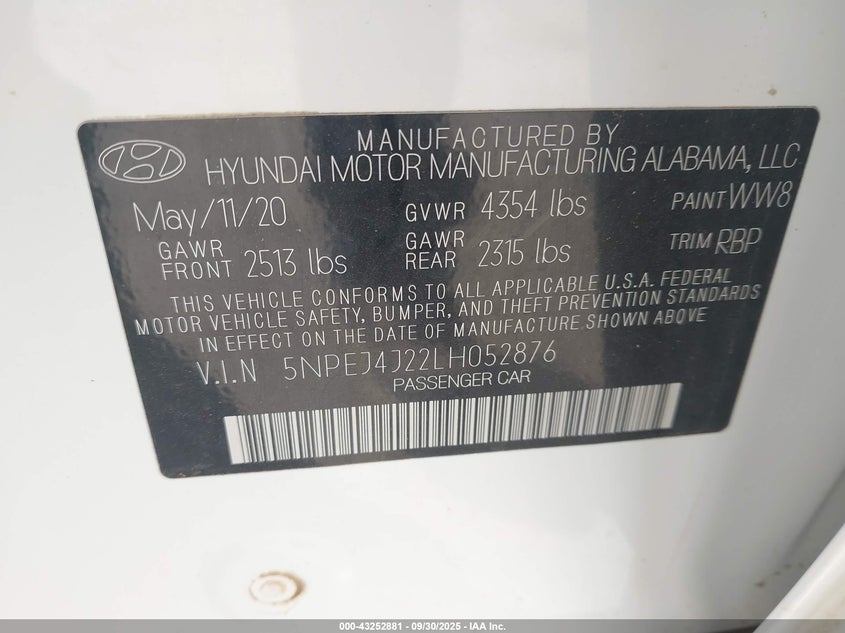 MANUFACTURED BY
HYUNDAI MOTOR MANUFACTURING ALABAMA, LLC
May/11/20 GVWR 4354 lbs PAINT WW8
GAWR FRONT 2513 lbs GAWR REAR 2315 lbs TRIM RBP
THIS VEHICLE CONFORMS TO ALL APPLICABLE U.S.A. FEDERAL
MOTOR VEHICLE SAFETY, BUMPER, AND THEFT PREVENTION STANDARDS
IN EFFECT ON THE DATE OF MANUFACTURE SHOWN ABOVE
V.I.N 5NPEJ4J22LH052876
PASSENGER CAR
000-43252881 - 09/30/2025 - IAA Inc.